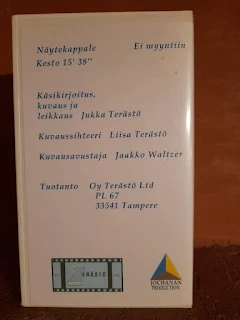 Näytekappale Ei myyntiin
Kesto 15' 38''
Käsikirjoitus,
kuvaus ja
leikkaus Jukka Terästö
Kuvaussihteeri Liisa Terästö
Kuvausavustaja Jaakko Waltzer
Tuotanto Oy Terästö Ltd
PL 67
33541 Tampere
TERÄSTÖ
JOCHANAN
PRODUCTION